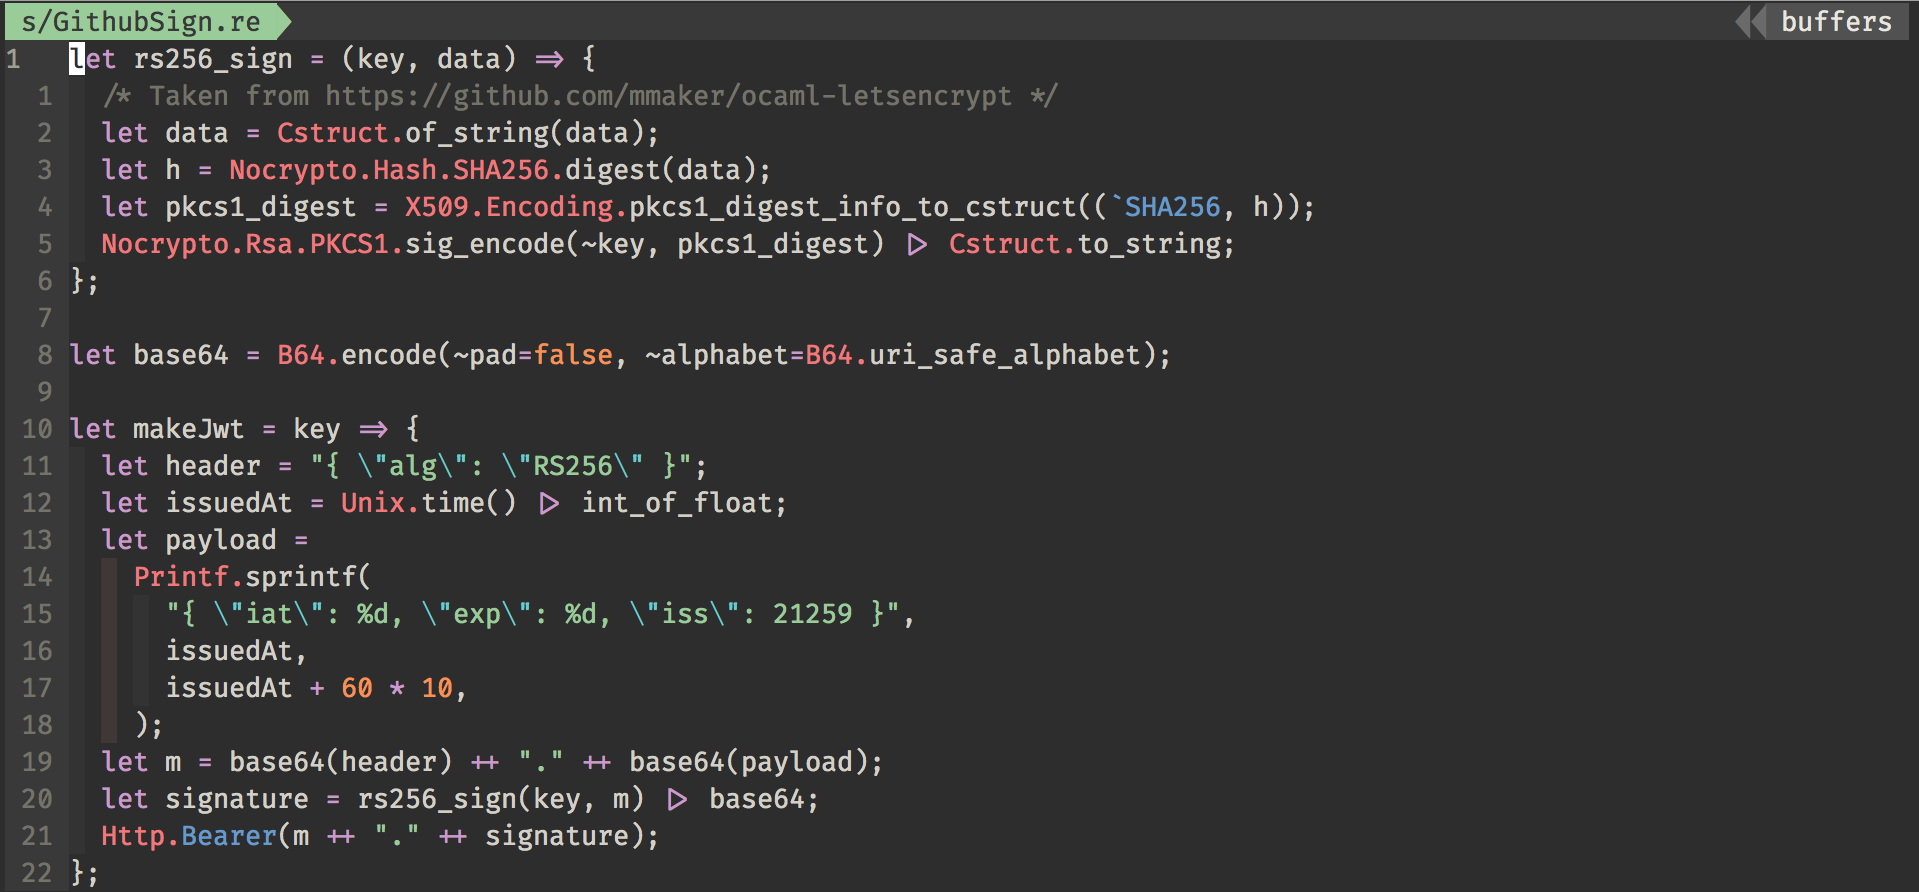 s/GithubSign.re buffers
1 let rs256_sign = (key, data) => {
1 /* Taken from https://github.com/mmaker/ocaml-letsencrypt */
2 let data = Cstruct.of_string(data);
3 let h = Nocrypto.Hash.SHA256.digest(data);
4 let pkcs1_digest = X509.Encoding.pkcs1_digest_info_to_cstruct((`SHA256, h));
5 Nocrypto.Rsa.PKCS1.sig_encode(~key, pkcs1_digest) |> Cstruct.to_string;
6 };
7
8 let base64 = B64.encode(~pad=false, ~alphabet=B64.uri_safe_alphabet);
9
10 let makeJwt = key => {
11 let header = "{ \"alg\": \"RS256\" }";
12 let issuedAt = Unix.time() |> int_of_float;
13 let payload =
14 Printf.sprintf(
15 "{ \"iat\": %d, \"exp\": %d, \"iss\": 21259 }",
16 issuedAt,
17 issuedAt + 60 * 10,
18 );
19 let m = base64(header) ++ "." ++ base64(payload);
20 let signature = rs256_sign(key, m) |> base64;
21 Http.Bearer(m ++ "." ++ signature);
22 };